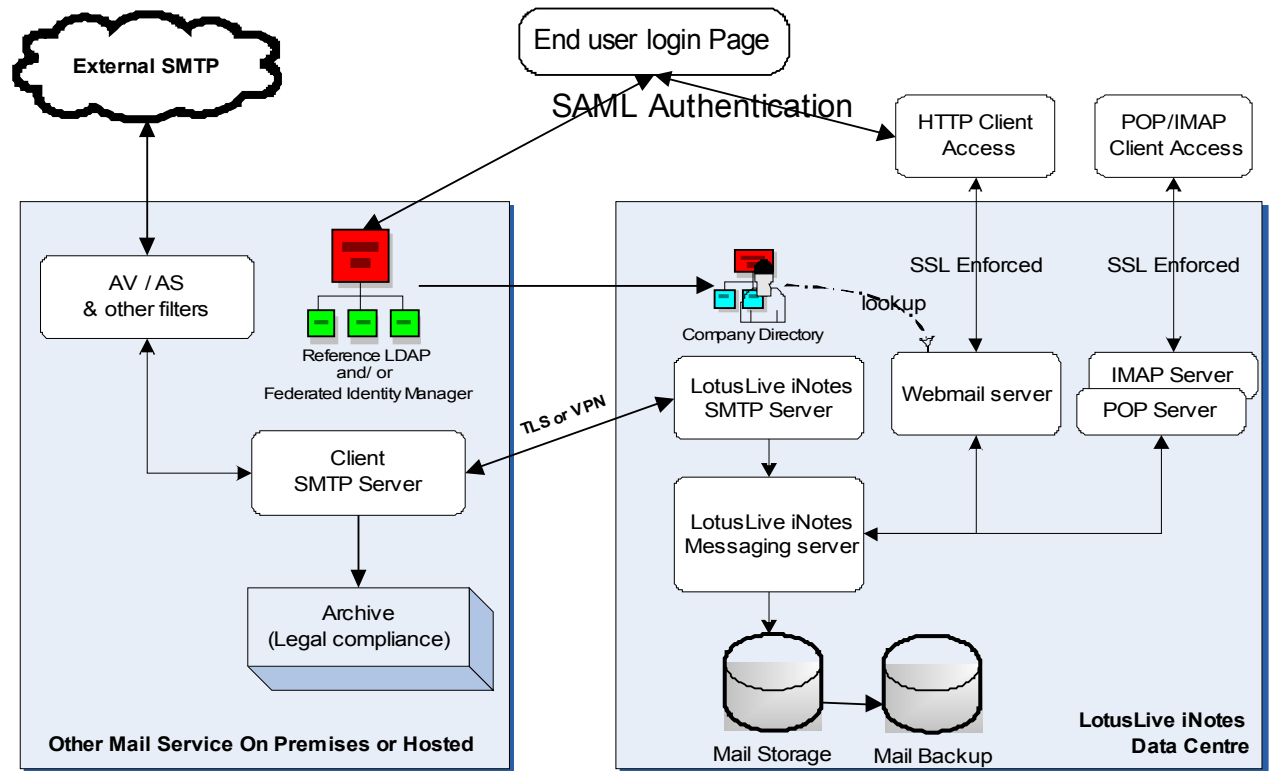 External SMTP
End user login Page
SAML Authentication
HTTP Client
Access
POP/IMAP
Client Access
AV / AS
& other filters
Reference LDAP
and/ or
Federated Identity Manager
Client
SMTP Server
Archive
(Legal compliance)
Other Mail Service On Premises or Hosted
TLS or VPN
Company Directory
lookup
SSL Enforced
SSL Enforced
LotusLive iNotes
SMTP Server
Webmail server
IMAP Server
POP Server
LotusLive iNotes
Messaging server
Mail Storage
Mail Backup
LotusLive iNotes
Data Centre